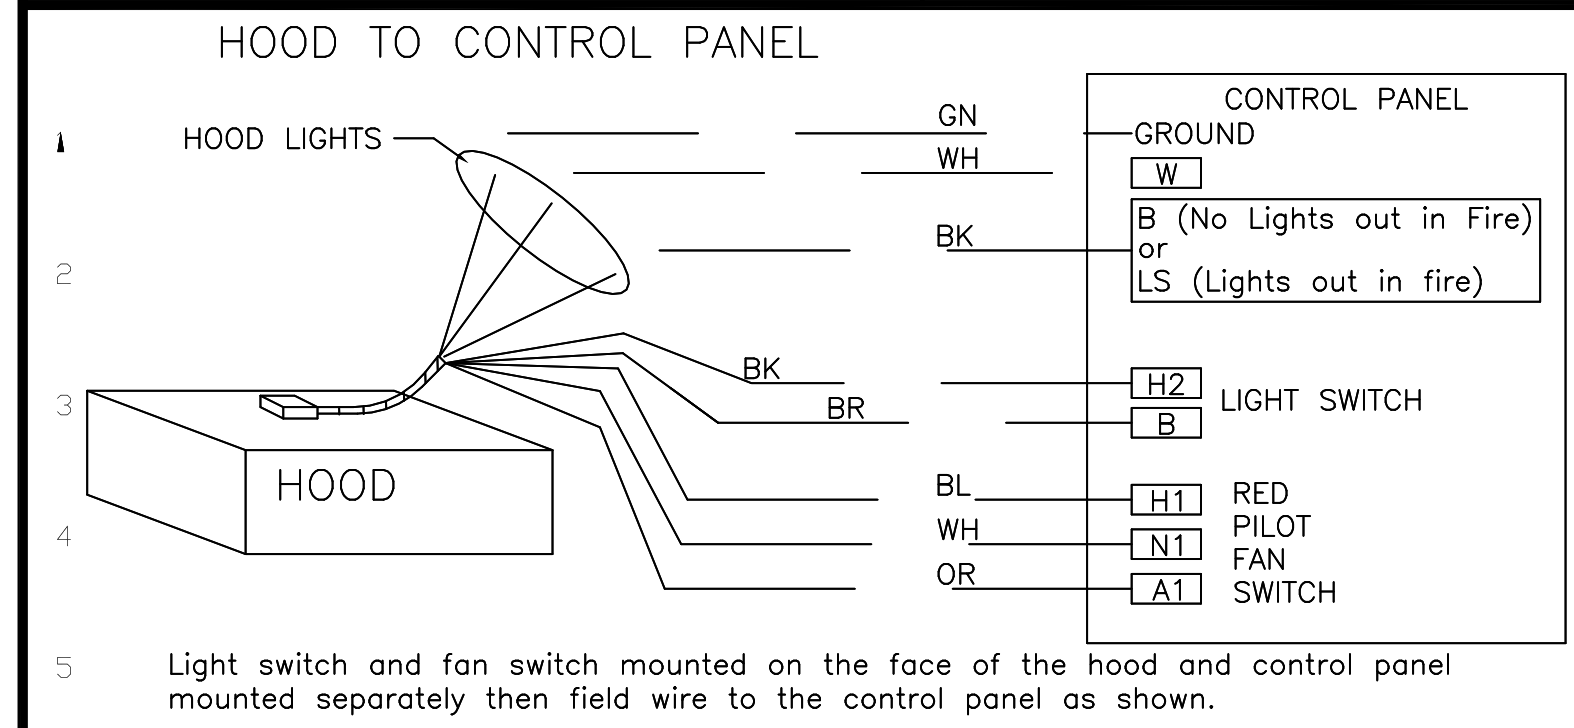 HOOD TO CONTROL PANEL
CONTROL PANEL
1
HOOD LIGHTS
GN
GROUND
WH
W
B (No Lights out in Fire)
BK
or
2
LS (Lights out in fire)
BK
H2
LIGHT SWITCH
3
BR
B
HOOD
BL
H1
RED
PILOT
4
WH
N1
FAN
OR
A1
SWITCH
5
Light switch and fan switch mounted on the face of the hood and control panel
mounted separately then field wire to the control panel as shown.